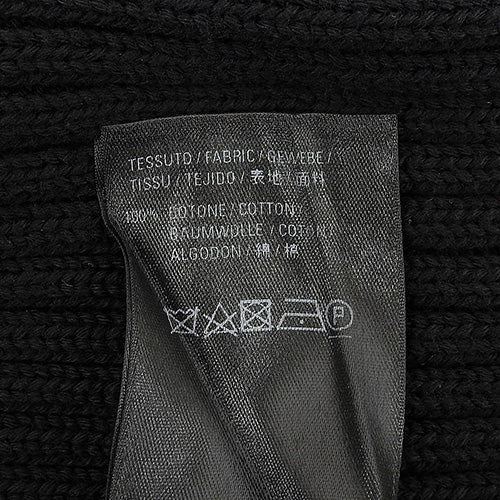 TESSUTO / FABRIC / GEWEBE /
TISSU / TEJIDO / 表地 / 面料
100% COTONE / COTTON /
BAUMWOLLE / COTON /
ALGODON / 綿 / 棉
P